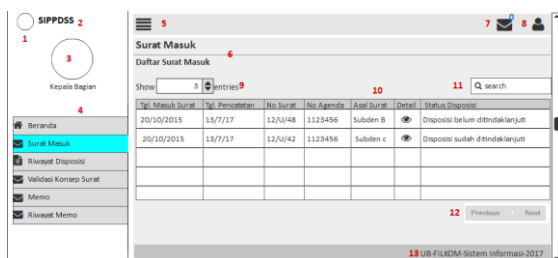 SIPPDSS 2
1
3
Kepala Bagian
4
Beranda
Surat Masuk
Riwayat Disposisi
Validasi Konsep Surat
Memo
Riwayat Memo
5
7 0 8
Surat Masuk
6
Daftar Surat Masuk
Show 3 entries 9
10
11 search
Tgl. Masuk Surat Tgl. Pencatatan No Surat No Agenda Asal Surat Detail Status Disposisi
20/10/2015 13/7/17 12/U/48 1123456 Subden B Disposisi belum ditindaklanjuti
20/10/2015 13/7/17 12/U/42 1123456 Subden c Disposisi sudah ditindaklanjuti
12 Previous Next
13 UB-FILKOM-Sistem Informasi-2017